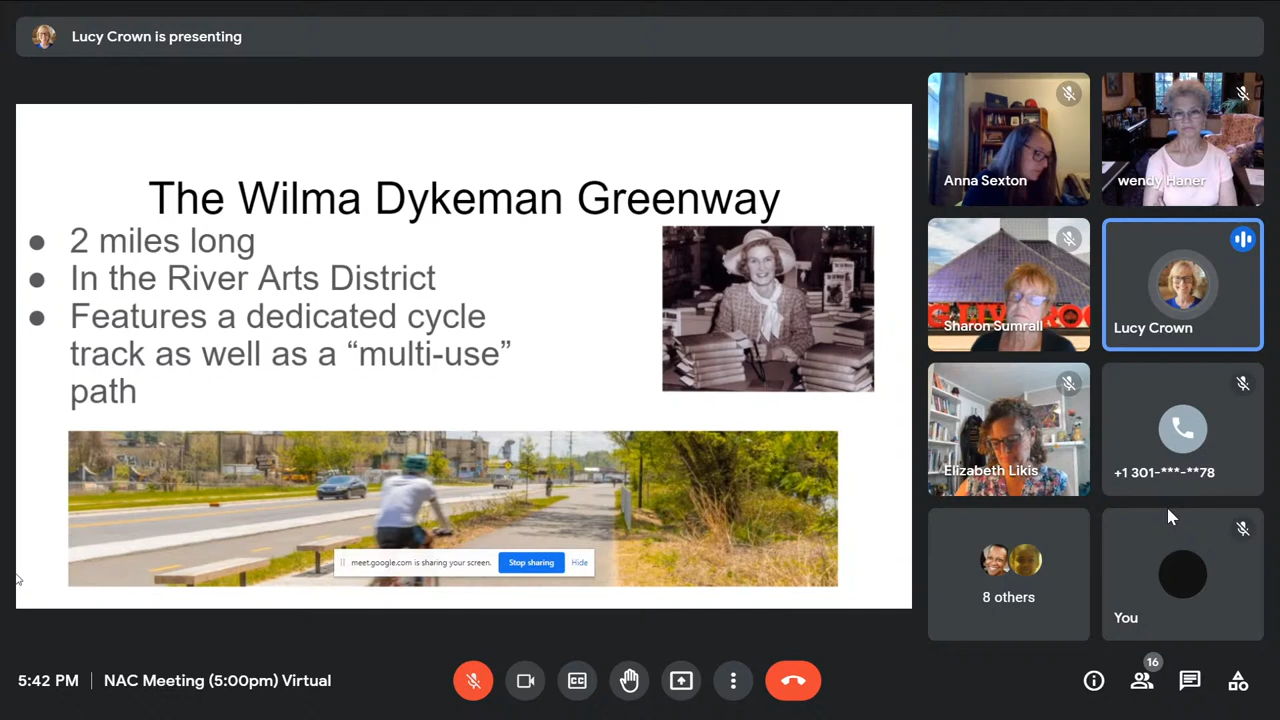 Lucy Crown is presenting
The Wilma Dykeman Greenway
● 2 miles long
● In the River Arts District
● Features a dedicated cycle
track as well as a “multi-use”
path
meet.google.com is sharing your screen. Stop sharing Hide
Anna Sexton
wendy Haner
Sharon Sumrall
Lucy Crown
Elizabeth Likis
+1 301-***-**78
8 others
You
5:42 PM | NAC Meeting (5:00pm) Virtual
CC
16